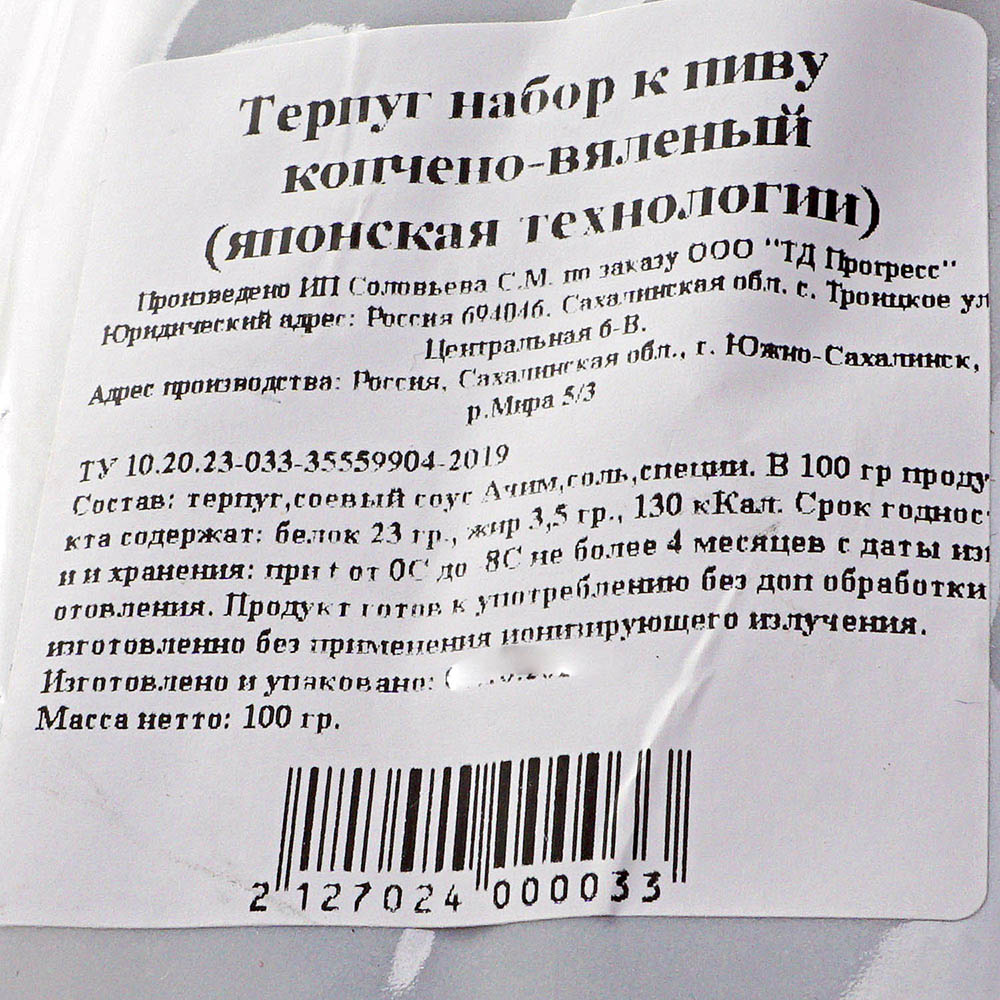 Терпуг набор к пиву
копчено-вяленый
(японская технологии)
Произведено ИП Соловьева С.М. по заказу ООО "ТД Прогресс"
Юридический адрес: Россия 694046. Сахалинская обл. с. Троицкое ул
Центральная 6-В.
Адрес производства: Россия, Сахалинская обл., г. Южно-Сахалинск,
р.Мира 5/3
ТУ 10.20.23-033-35559904-2019
Состав: терпуг,соевый соус Ачим,соль,специи. В 100 гр проду-
кта содержат: белок 23 гр., жир 3,5 гр., 130 кКал. Срок годнос-
и и хранения: при t от 0С до -8С не более 4 месяцев с даты изг
отовления. Продукт готов к употреблению без доп обработки
изготовленно без применения ионизирующего излучения.
Изготовлено и упаковано:
Масса нетто: 100 гр.
2 127024 000033